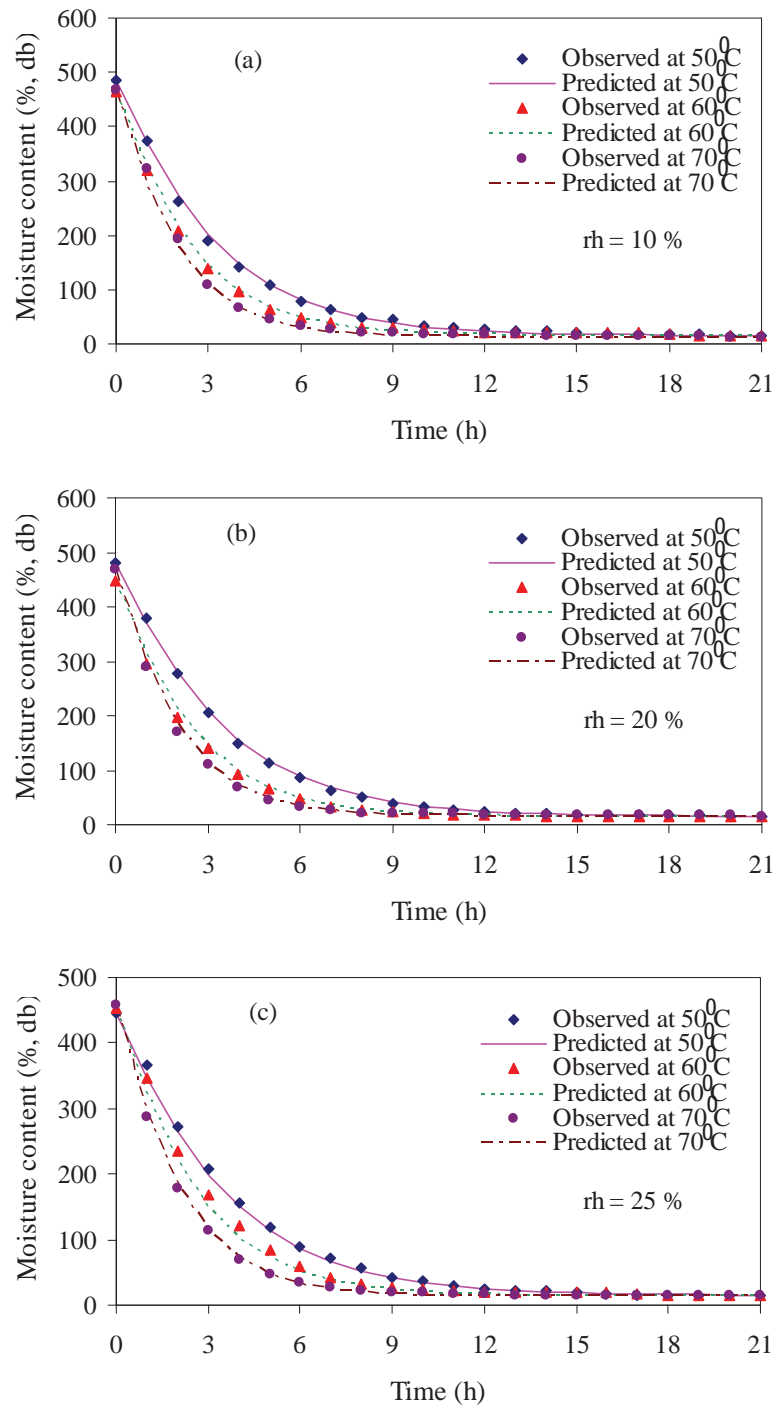 600
500
400
300
200
100
0
Moisture content (%, db)
(a)
Observed at 50⁰C
Predicted at 50⁰C
Observed at 60⁰C
Predicted at 60⁰C
Observed at 70⁰C
Predicted at 70⁰C
rh = 10 %
0 3 6 9 12 15 18 21
Time (h)
600
500
400
300
200
100
0
Moisture content (%, db)
(b)
Observed at 50⁰C
Predicted at 50⁰C
Observed at 60⁰C
Predicted at 60⁰C
Observed at 70⁰C
Predicted at 70⁰C
rh = 20 %
0 3 6 9 12 15 18 21
Time (h)
500
400
300
200
100
0
Moisture content (%, db)
(c)
Observed at 50⁰C
Predicted at 50⁰C
Observed at 60⁰C
Predicted at 60⁰C
Observed at 70⁰C
Predicted at 70⁰C
rh = 25 %
0 3 6 9 12 15 18 21
Time (h)